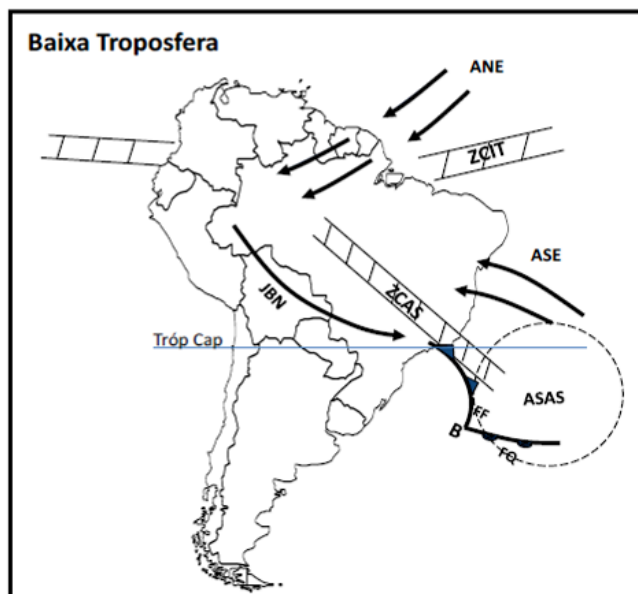 Baixa Troposfera
ANE
ZCIT
ASE
ZCAS
JBN
Tróp Cap
ASAS
FF
B
FQ